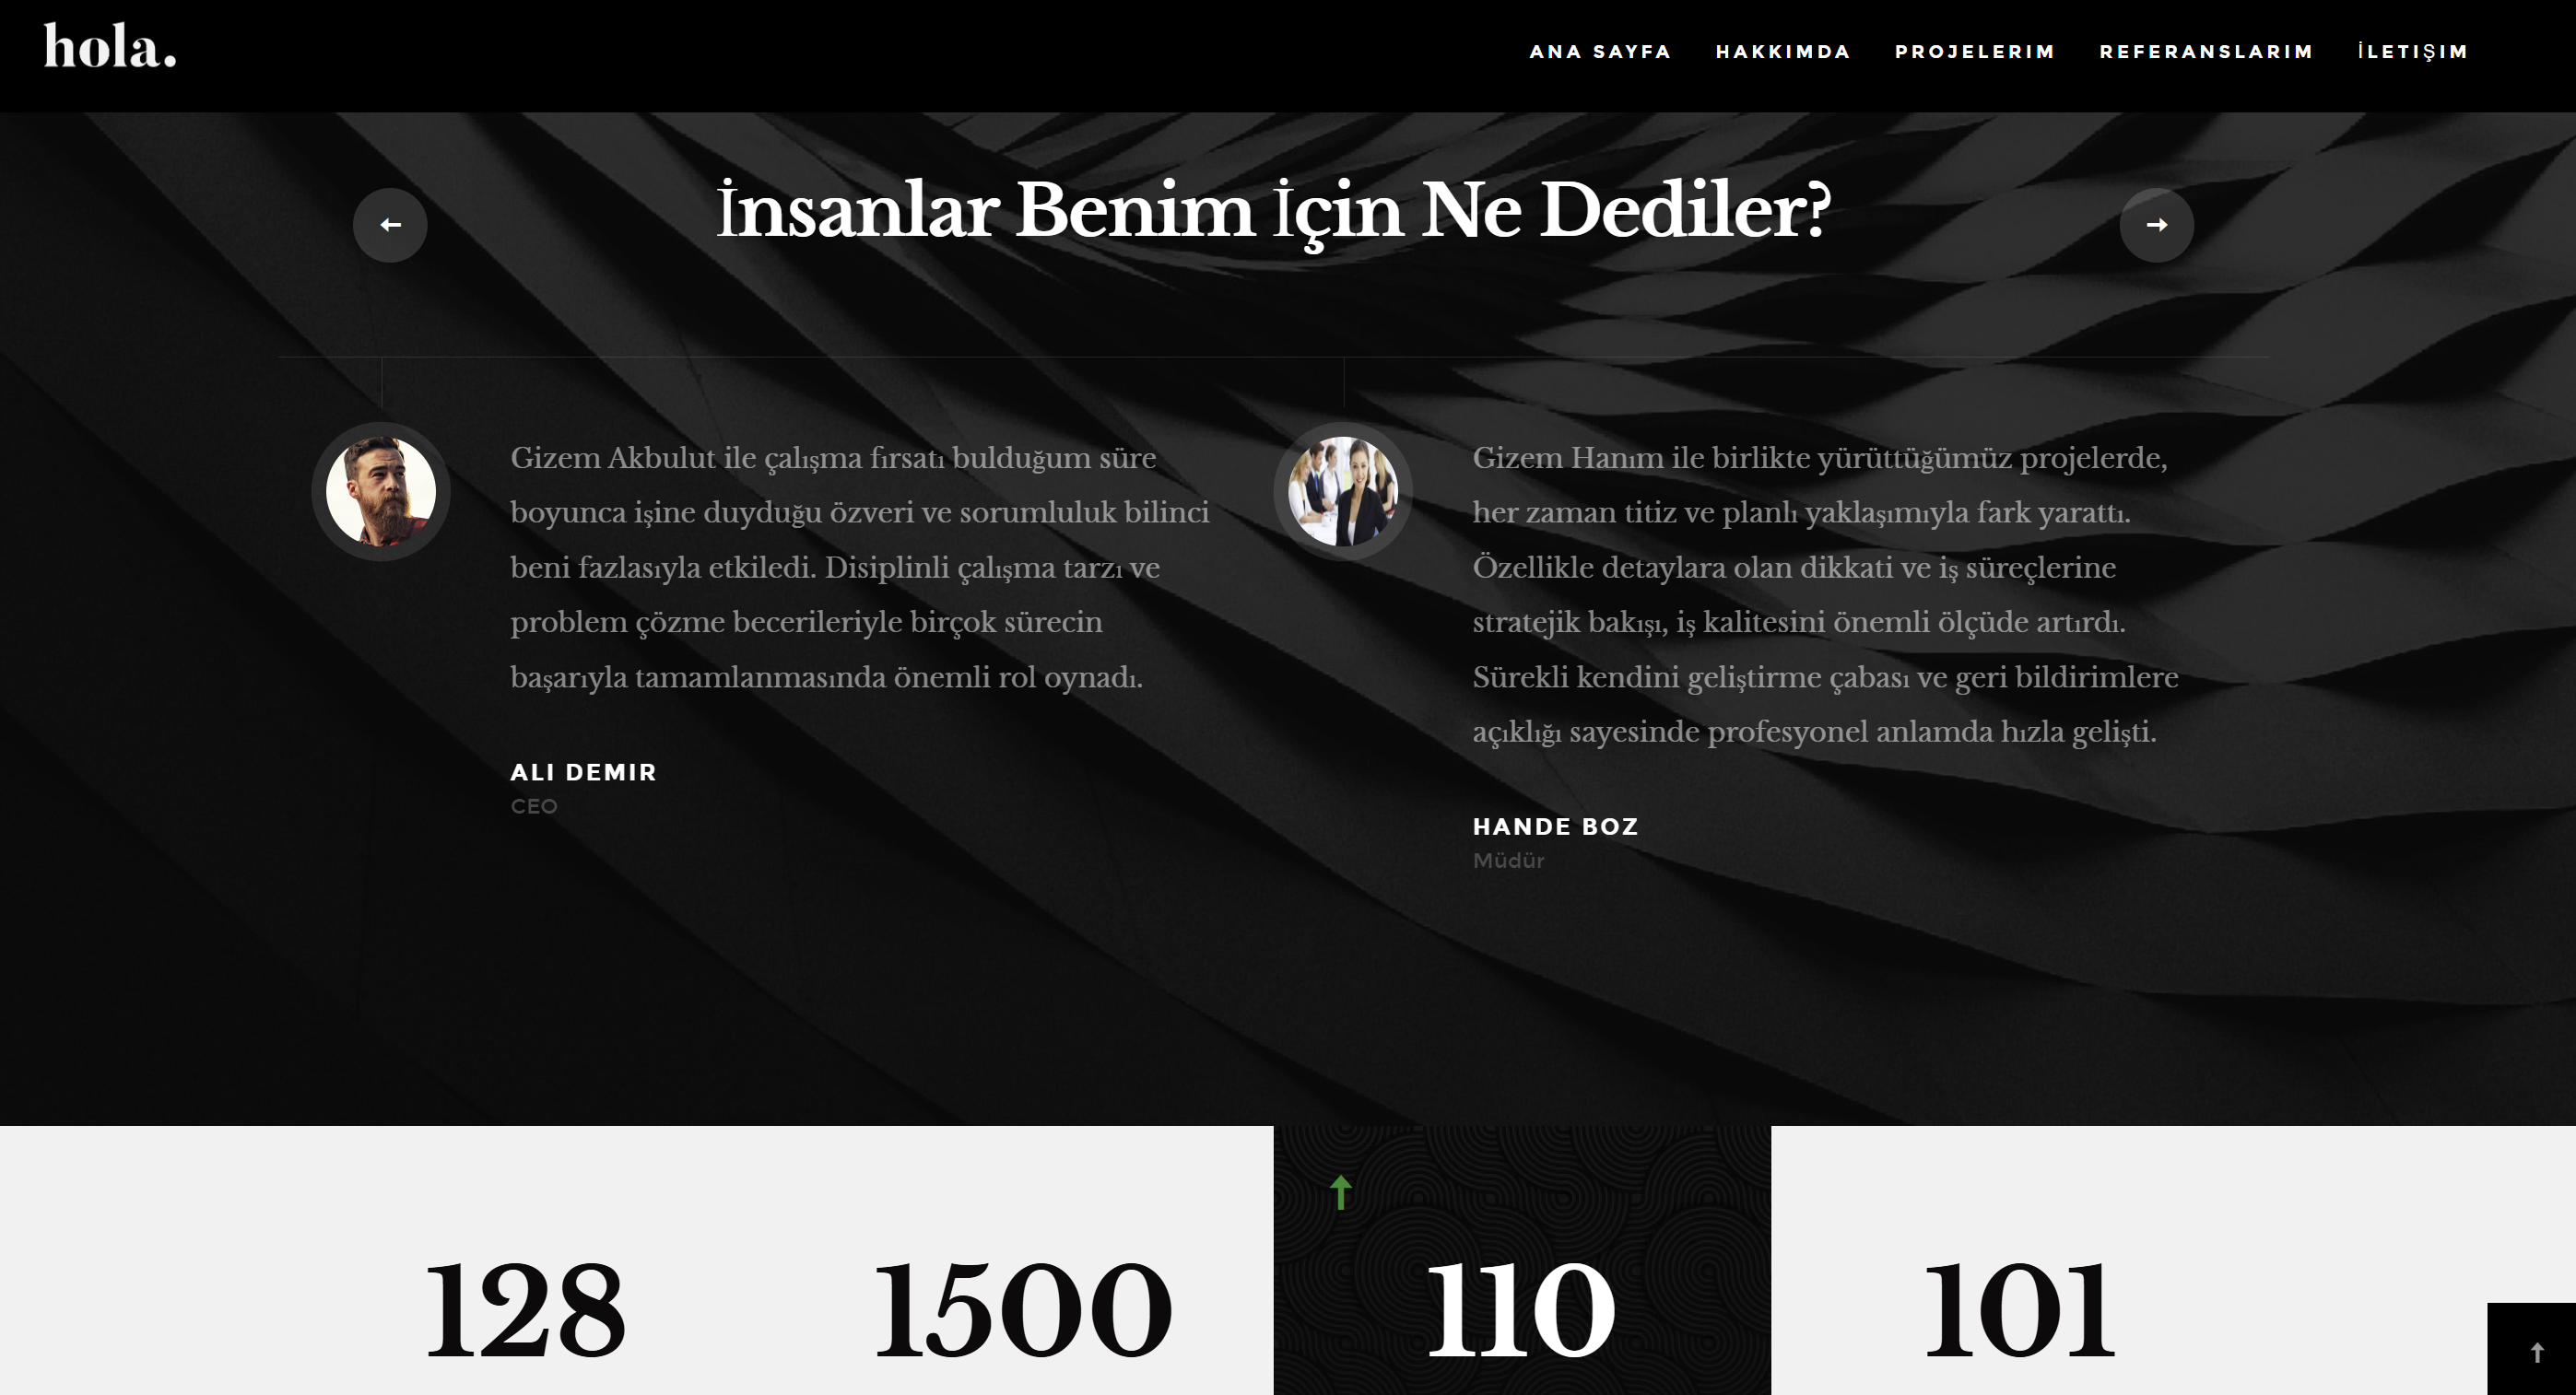 hola.
ANA SAYFA HAKKIMDA PROJELERIM REFERANSLARIM İLETIŞIM
İnsanlar Benim İçin Ne Dediler?
Gizem Akbulut ile çalışma fırsatı bulduğum süre
boyunca işine duyduğu özveri ve sorumluluk bilinci
beni fazlasıyla etkiledi. Disiplinli çalışma tarzı ve
problem çözme becerileriyle birçok sürecin
başarıyla tamamlanmasında önemli rol oynadı.
ALI DEMIR
CEO
Gizem Hanım ile birlikte yürüttüğümüz projelerde,
her zaman titiz ve planlı yaklaşımıyla fark yarattı.
Özellikle detaylara olan dikkati ve iş süreçlerine
stratejik bakışı, iş kalitesini önemli ölçüde artırdı.
Sürekli kendini geliştirme çabası ve geri bildirimlere
açıklığı sayesinde profesyonel anlamda hızla gelişti.
HANDE BOZ
Müdür
128 1500 110 101